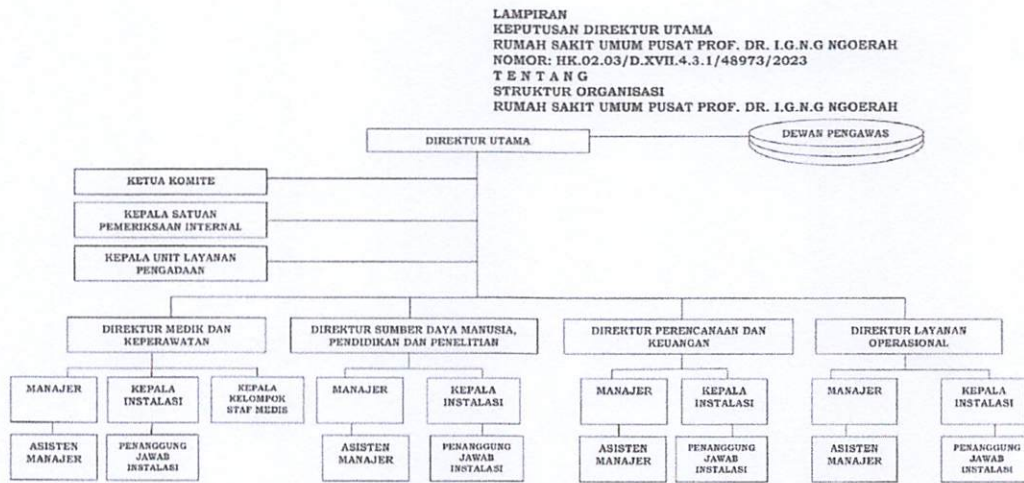 LAMPIRAN
KEPUTUSAN DIREKTUR UTAMA
RUMAH SAKIT UMUM PUSAT PROF. DR. I.G.N.G NGOERAH
NOMOR: HK.02.03/D.XVII.4.3.1/48973/2023
T E N T A N G
STRUKTUR ORGANISASI
RUMAH SAKIT UMUM PUSAT PROF. DR. I.G.N.G NGOERAH
DIREKTUR UTAMA
DEWAN PENGAWAS
KETUA KOMITE
KEPALA SATUAN
PEMERIKSAAN INTERNAL
KEPALA UNIT LAYANAN
PENGADAAN
DIREKTUR MEDIK DAN
KEPERAWATAN
DIREKTUR SUMBER DAYA MANUSIA,
PENDIDIKAN DAN PENELITIAN
DIREKTUR PERENCANAAN DAN
KEUANGAN
DIREKTUR LAYANAN
OPERASIONAL
MANAJER
KEPALA
INSTALASI
KEPALA
KELOMPOK
STAF MEDIS
MANAJER
KEPALA
INSTALASI
MANAJER
KEPALA
INSTALASI
MANAJER
KEPALA
INSTALASI
ASISTEN
MANAJER
PENANGGUNG
JAWAB
INSTALASI
ASISTEN
MANAJER
PENANGGUNG
JAWAB
INSTALASI
ASISTEN
MANAJER
PENANGGUNG
JAWAB
INSTALASI
ASISTEN
MANAJER
PENANGGUNG
JAWAB
INSTALASI